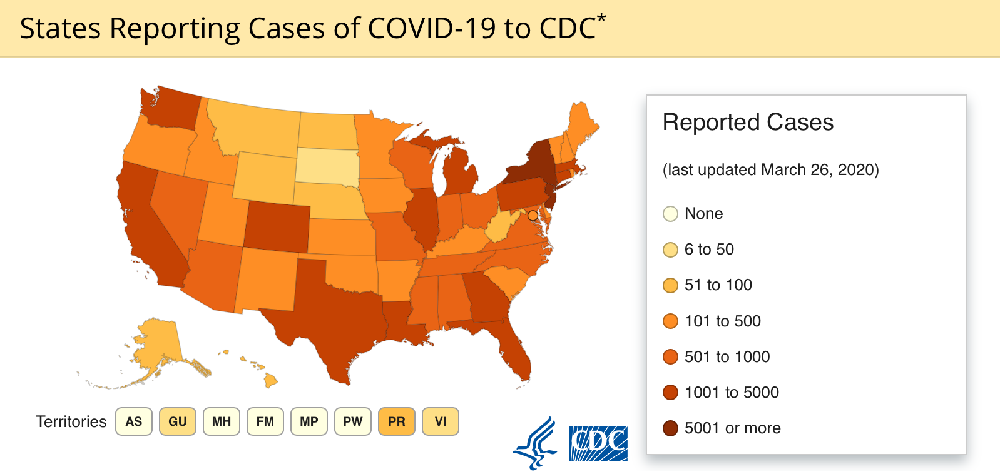 States Reporting Cases of COVID-19 to CDC*
Reported Cases
(last updated March 26, 2020)
None
6 to 50
51 to 100
101 to 500
501 to 1000
1001 to 5000
5001 or more
Territories AS GU MH FM MP PW PR VI
CDC